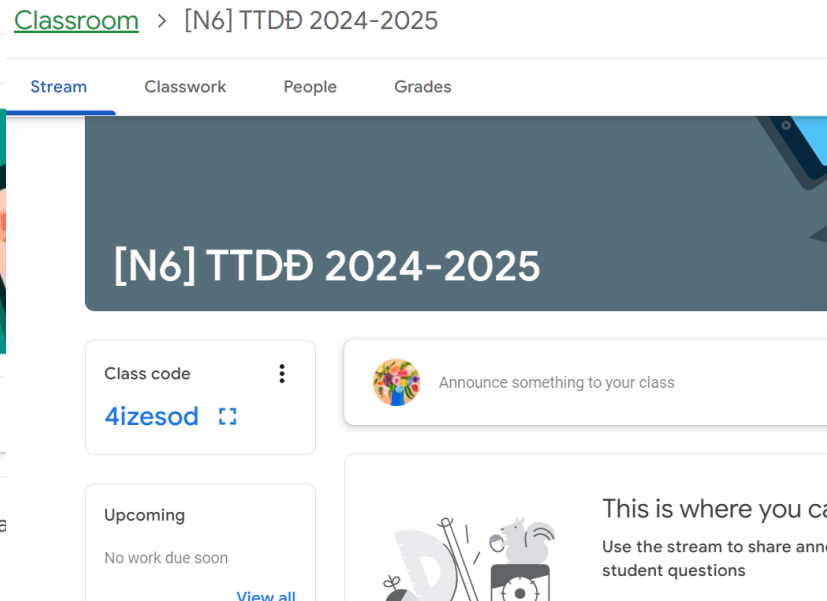 Classroom > [N6] TTDĐ 2024-2025
Stream Classwork People Grades
[N6] TTDĐ 2024-2025
Class code
4izesod
Announce something to your class
Upcoming
No work due soon
View all
This is where you ca
Use the stream to share ann
student questions